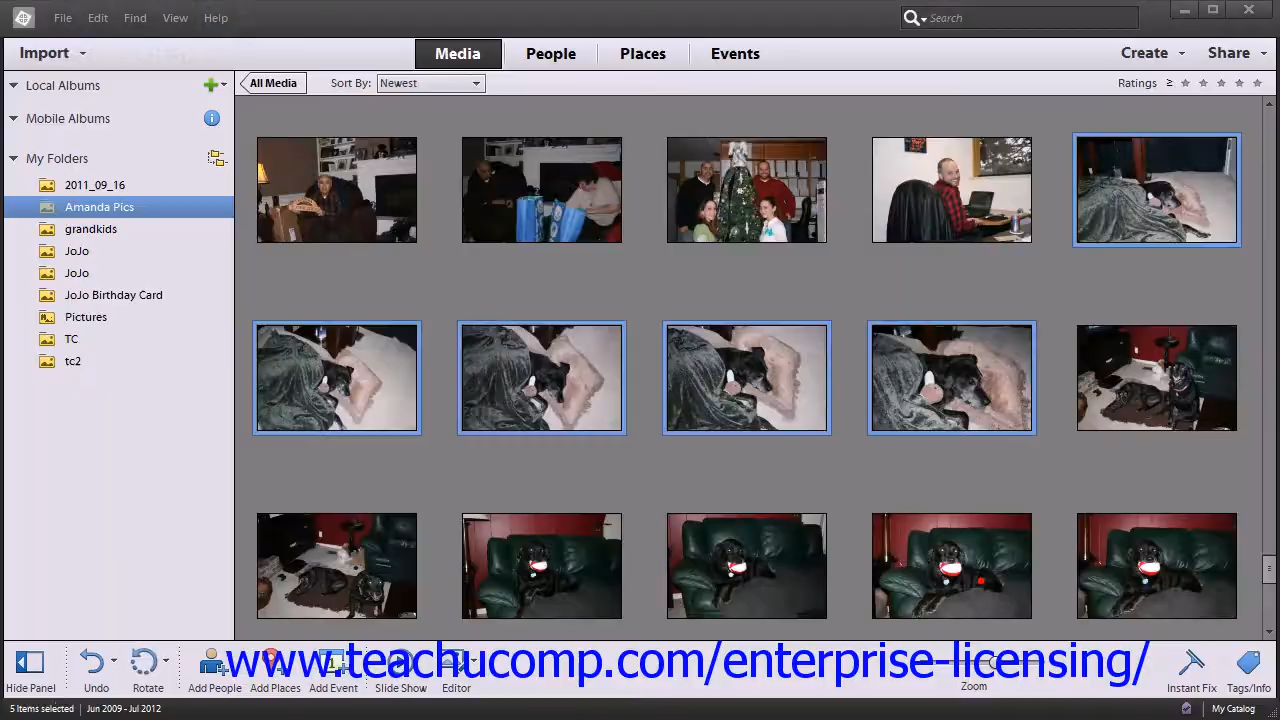 File Edit Find View Help
Search
Import
Media People Places Events
Create Share
Local Albums
All Media Sort By: Newest
Ratings ≥
Mobile Albums
My Folders
2011_09_16
Amanda Pics
grandkids
JoJo
JoJo
JoJo Birthday Card
Pictures
TC
tc2
www.teachucomp.com/enterprise-licensing/
Hide Panel Undo Rotate Add People Add Places Add Event Slide Show Editor Zoom Instant Fix Tags/Info
5 Items selected Jun 2009 - Jul 2012 My Catalog